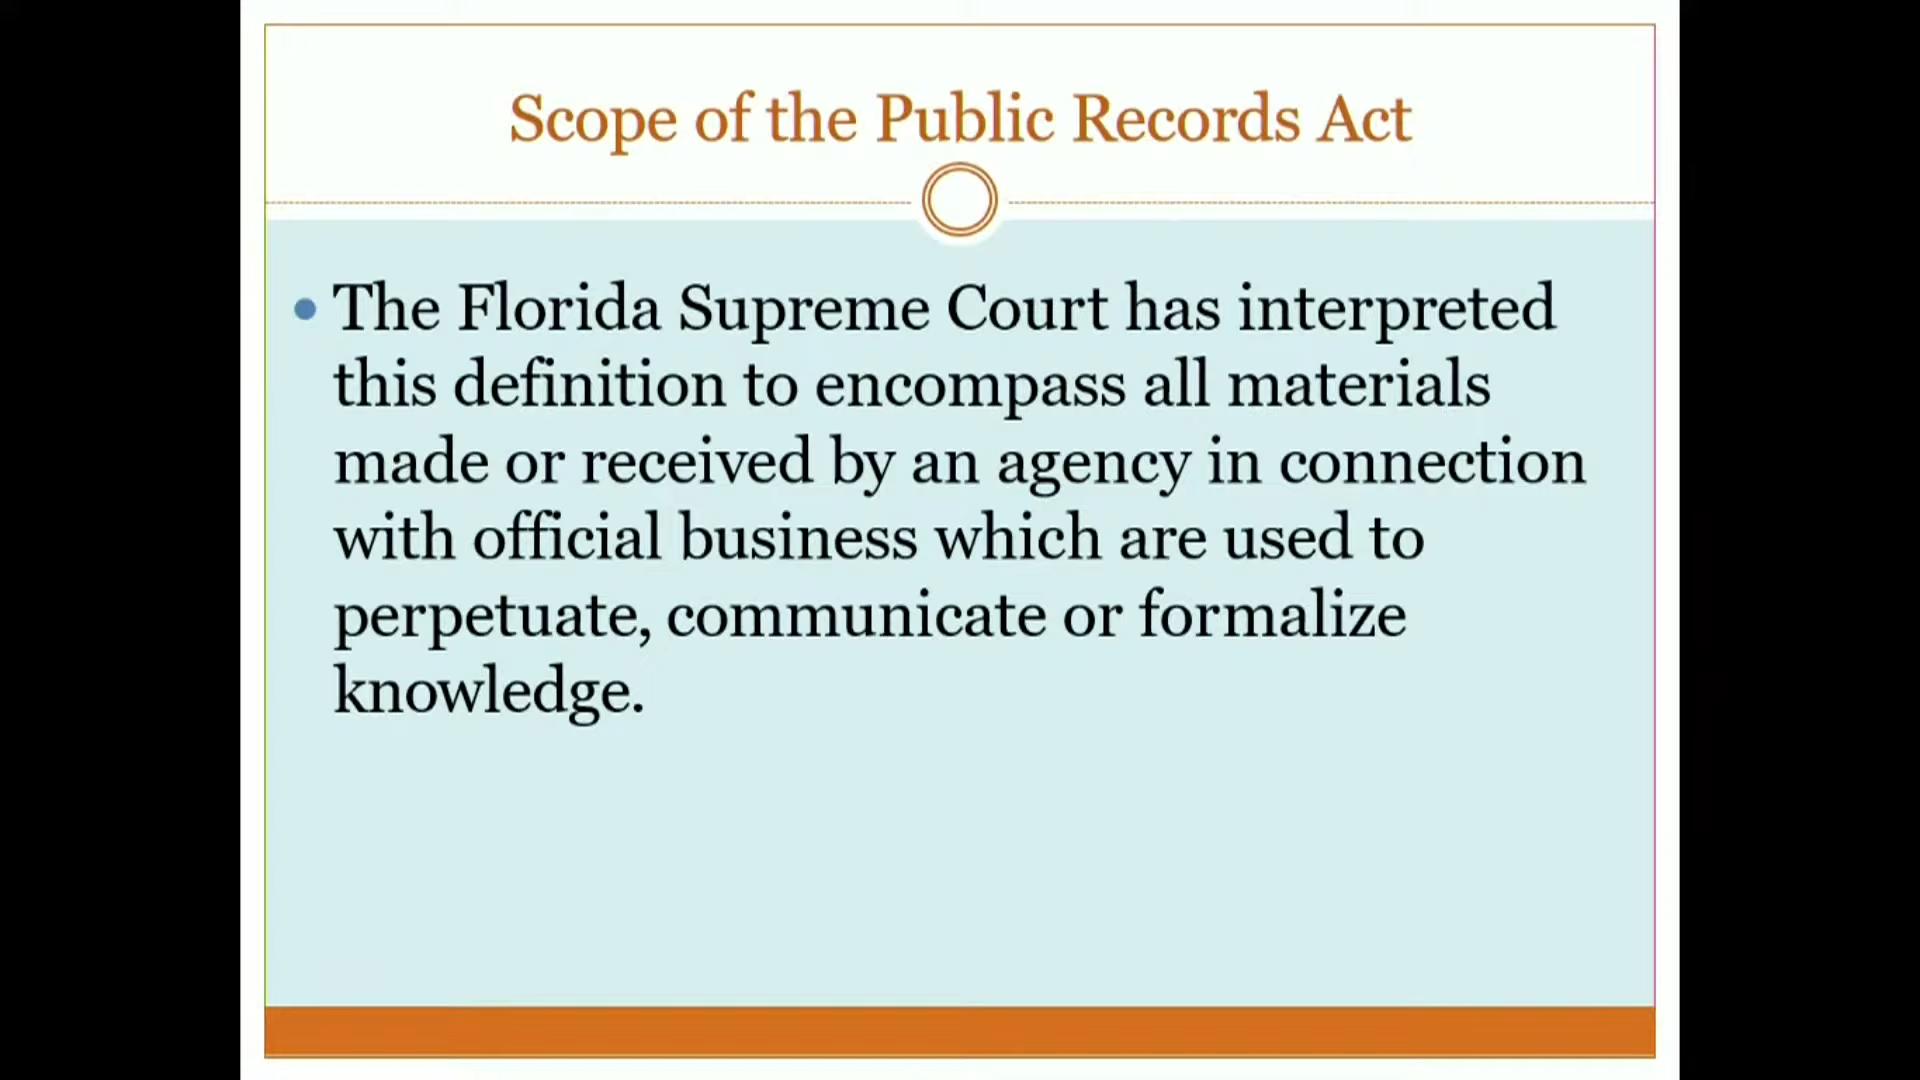 Scope of the Public Records Act
• The Florida Supreme Court has interpreted
this definition to encompass all materials
made or received by an agency in connection
with official business which are used to
perpetuate, communicate or formalize
knowledge.